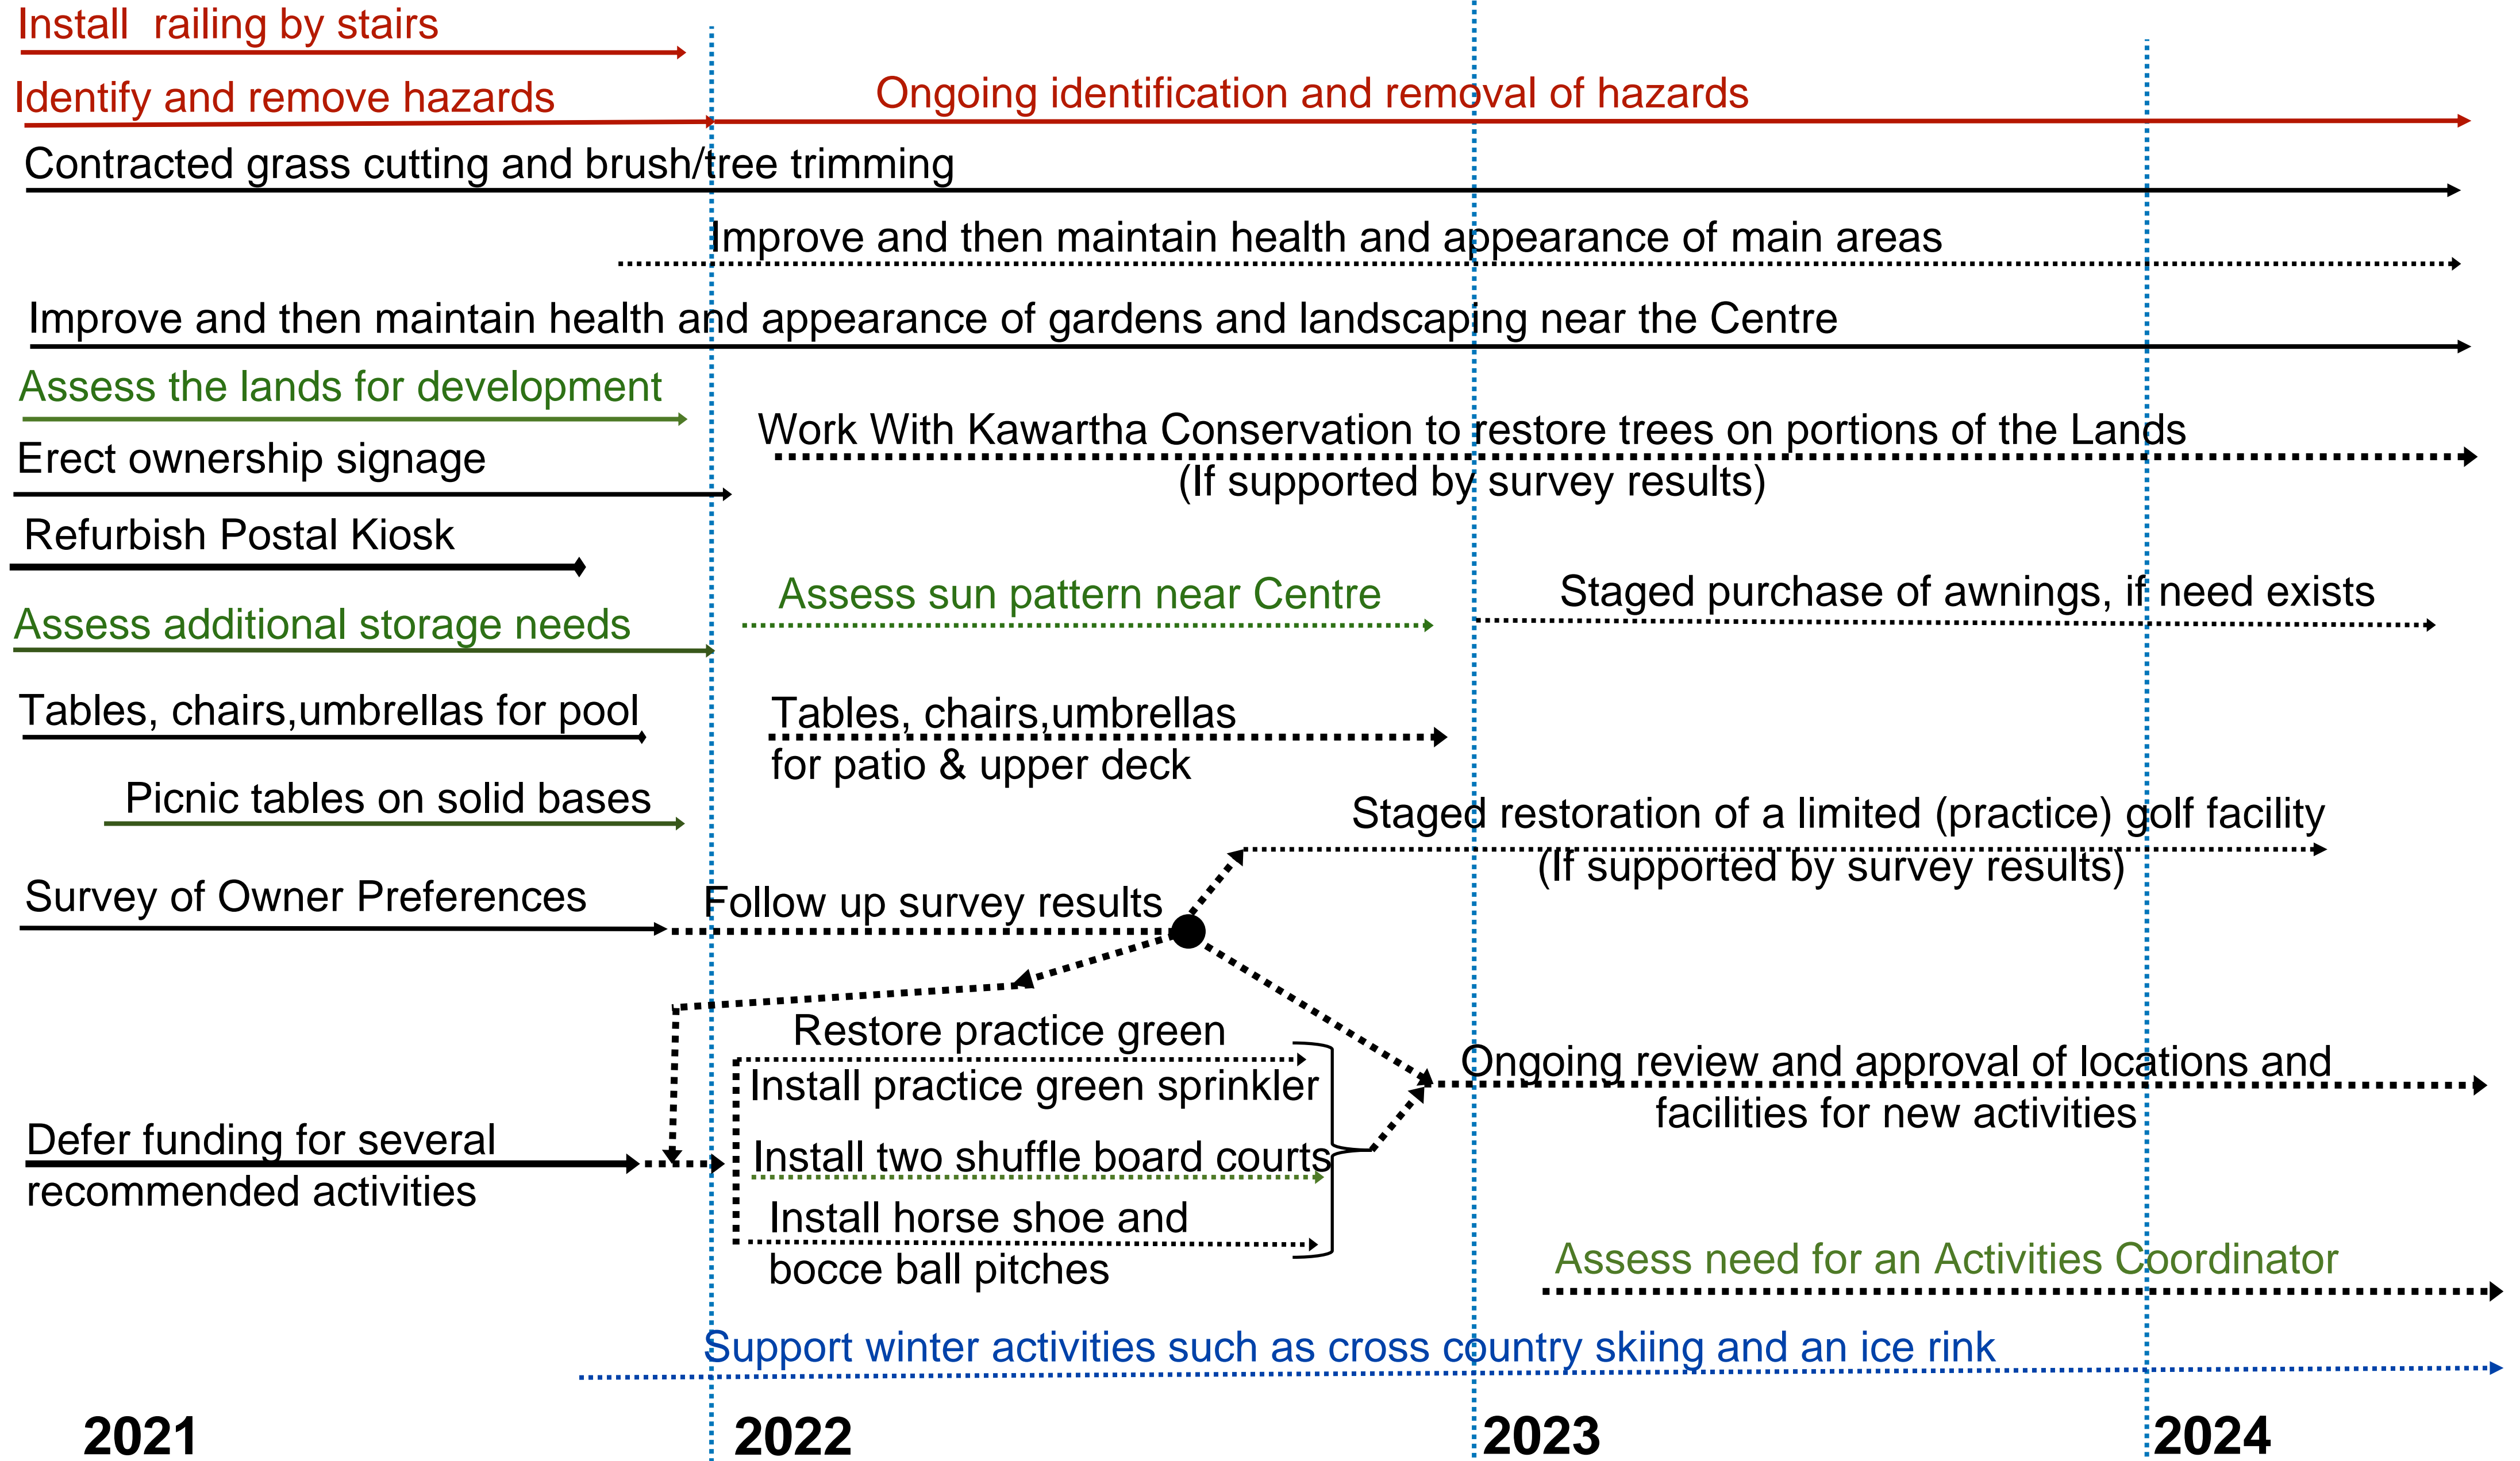 Install  railing by stairs
Identify and remove hazards
Ongoing identification and removal of hazards
Contracted grass cutting and brush/tree trimming
Improve and then maintain health and appearance of main areas
Improve and then maintain health and appearance of gardens and landscaping near the Centre
Assess the lands for development
Work With Kawartha Conservation to restore trees on portions of the Lands
(If supported by survey results)
Erect ownership signage
Refurbish Postal Kiosk
Assess sun pattern near Centre
Staged purchase of awnings, if need exists
Assess additional storage needs
Tables, chairs,umbrellas for pool
Tables, chairs,umbrellas
for patio & upper deck
Picnic tables on solid bases
Staged restoration of a limited (practice) golf facility
(If supported by survey results)
Survey of Owner Preferences
Follow up survey results
Restore practice green
Install practice green sprinkler
Ongoing review and approval of locations and
facilities for new activities
Defer funding for several
recommended activities
Install two shuffle board courts
Install horse shoe and
bocce ball pitches
Assess need for an Activities Coordinator
Support winter activities such as cross country skiing and an ice rink
2021
2022
2023
2024